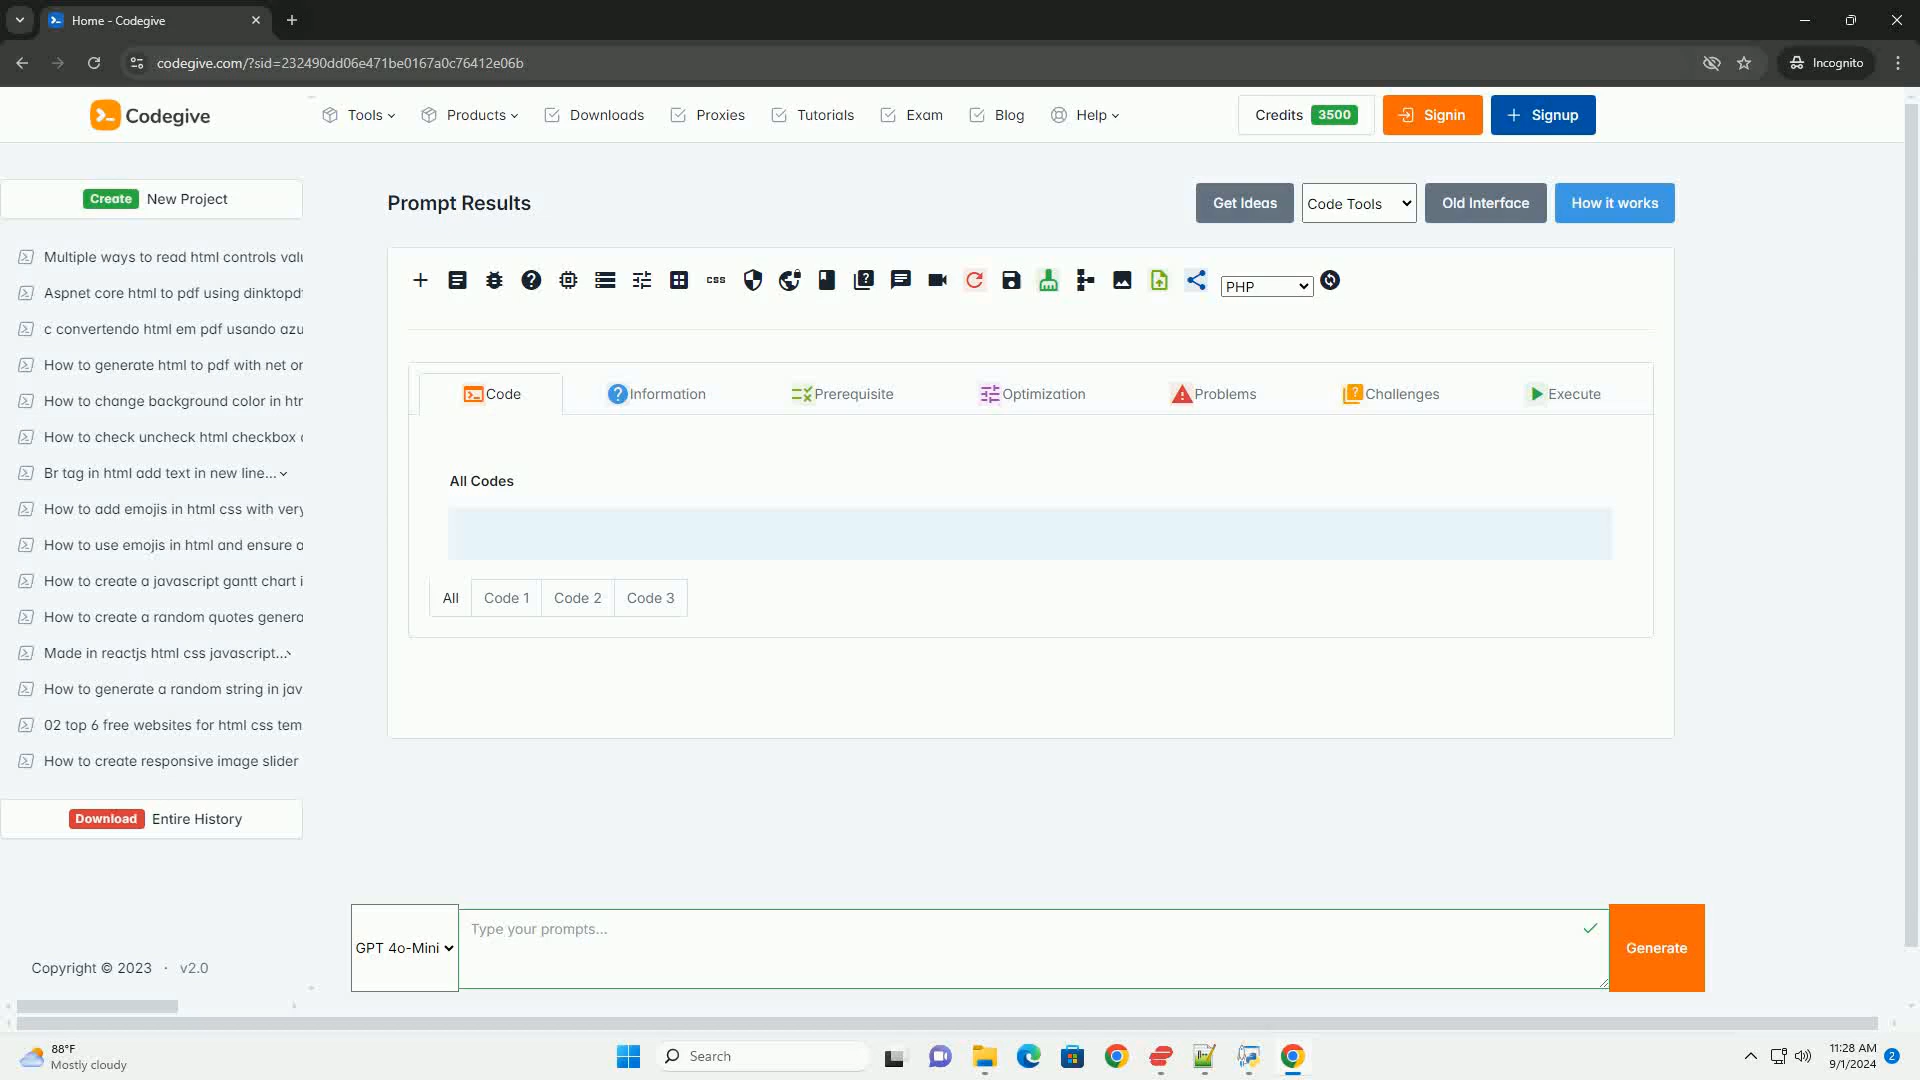 Home - Codegive
codegive.com/?sid=232490dd06e471be0167a0c76412e06b
Incognito
Codegive
Tools
Products
Downloads
Proxies
Tutorials
Exam
Blog
Help
Credits 3500
Signin
Signup
Create New Project
Multiple ways to read html controls valu
Aspnet core html to pdf using dinktopdf
c convertendo html em pdf usando azu
How to generate html to pdf with net or
How to change background color in htr
How to check uncheck html checkbox
Br tag in html add text in new line...
How to add emojis in html css with very
How to use emojis in html and ensure a
How to create a javascript gantt chart i
How to create a random quotes genera
Made in reactjs html css javascript...
How to generate a random string in jav
02 top 6 free websites for html css tem
How to create responsive image slider
Download Entire History
Copyright © 2023 · v2.0
Prompt Results
Get Ideas
Code Tools
Old Interface
How it works
css
PHP
Code
Information
Prerequisite
Optimization
Problems
Challenges
Execute
All Codes
All
Code 1
Code 2
Code 3
GPT 4o-Mini
Type your prompts...
Generate
88°F
Mostly cloudy
Search
11:28 AM
9/1/2024
2